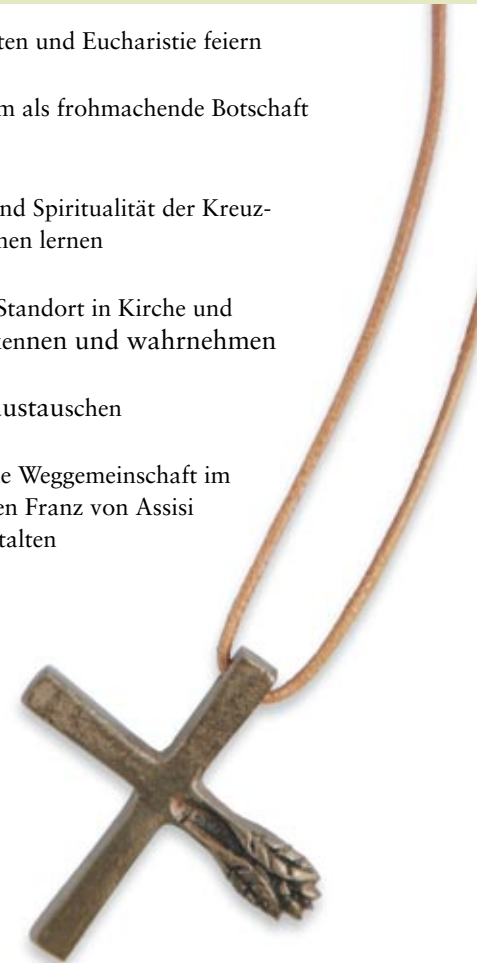 ten und Eucharistie feiern
m als frohmachende Botschaft
nd Spiritualität der Kreuz-
nen lernen
Standort in Kirche und
kennen und wahrnehmen
austauschen
e Weggemeinschaft im
en Franz von Assisi
talten